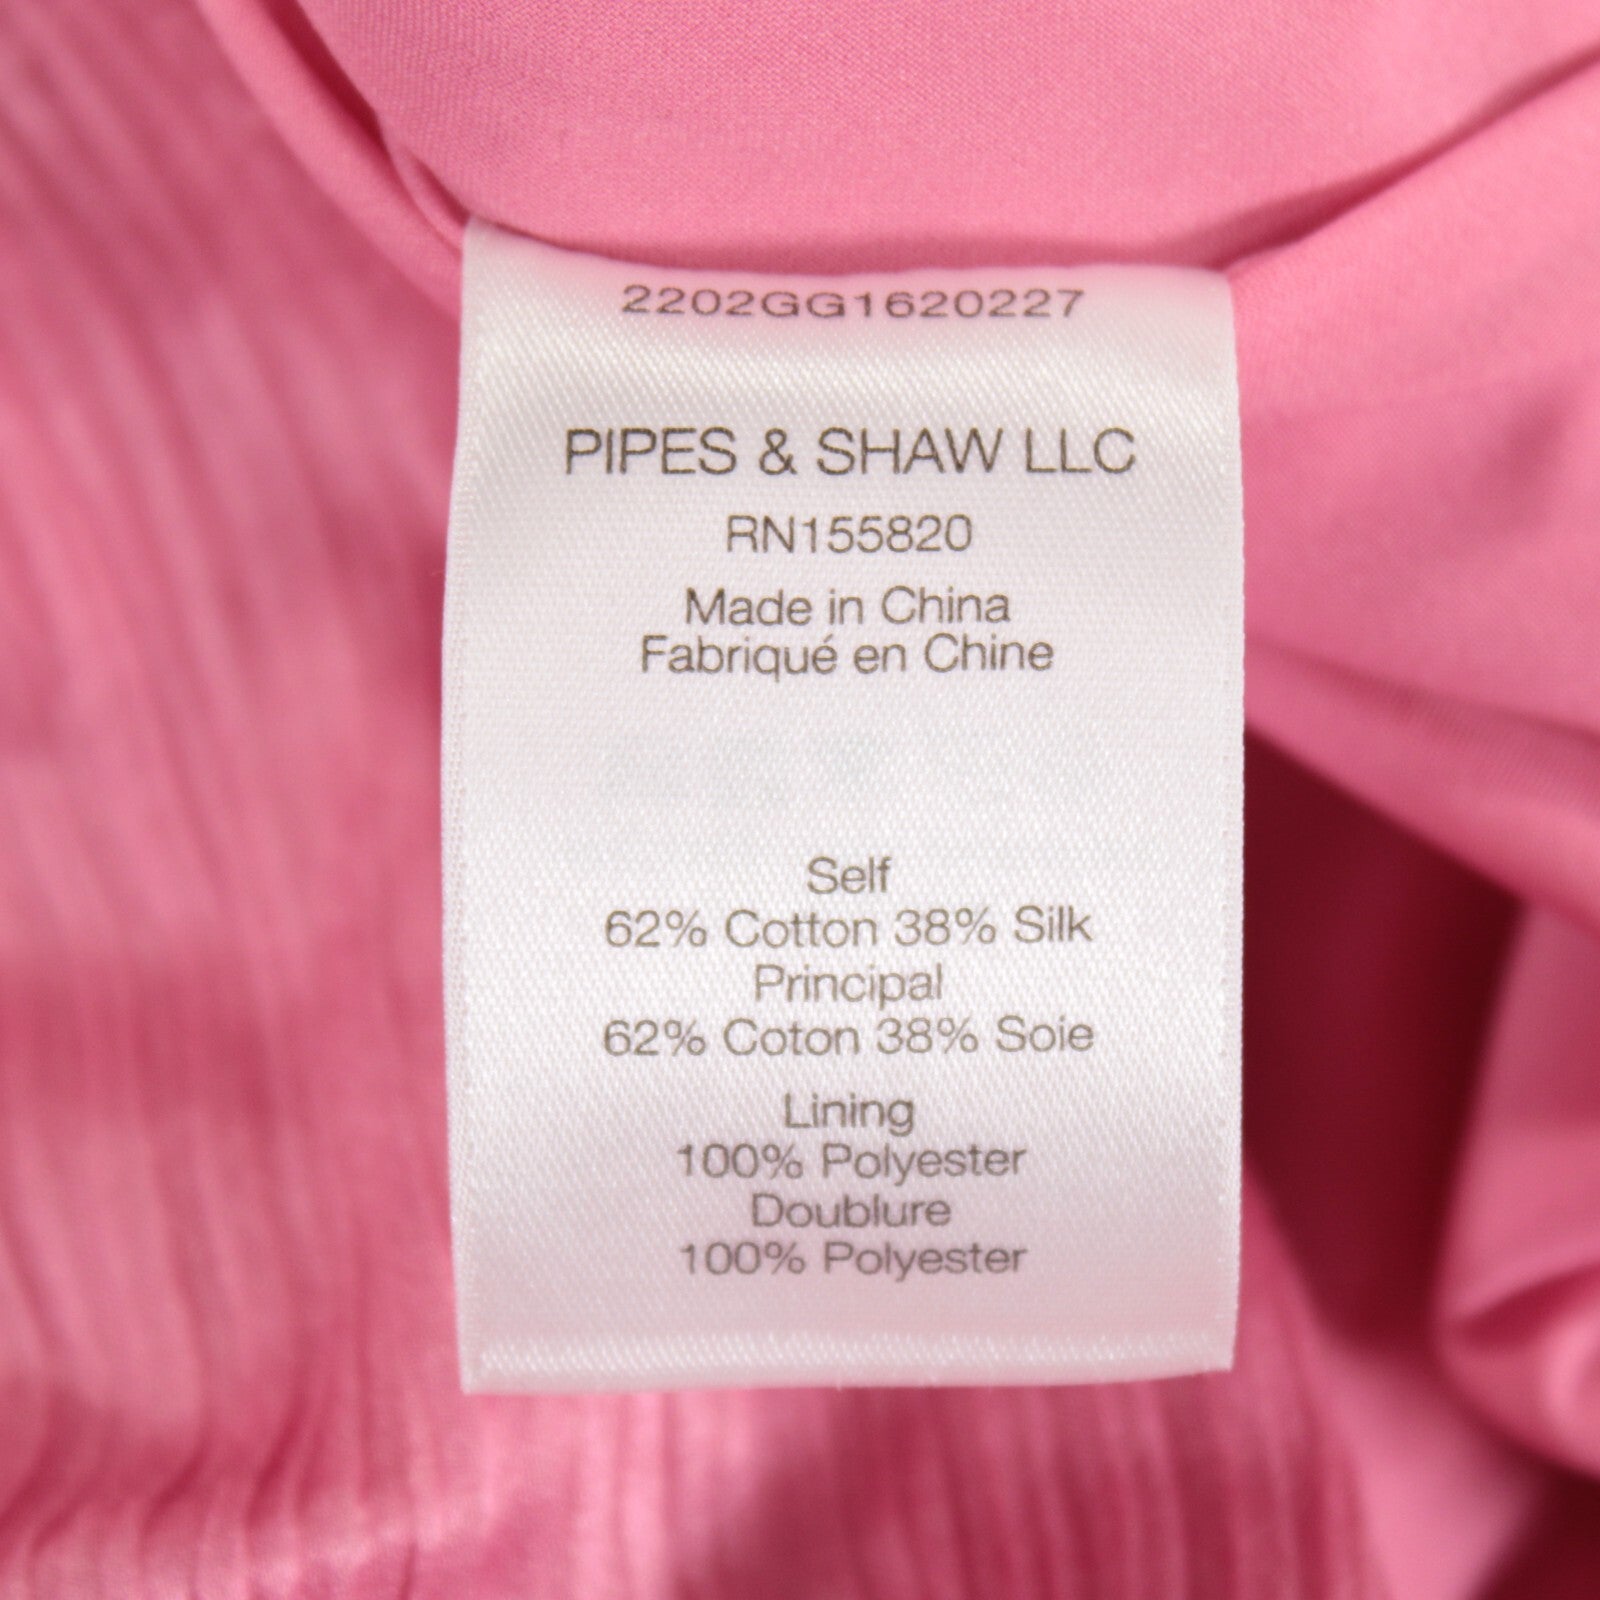 2202GG1620227
PIPES & SHAW LLC
RN155820
Made in China
Fabriqué en Chine
Self
62% Cotton 38% Silk
Principal
62% Coton 38% Soie
Lining
100% Polyester
Doublure
100% Polyester